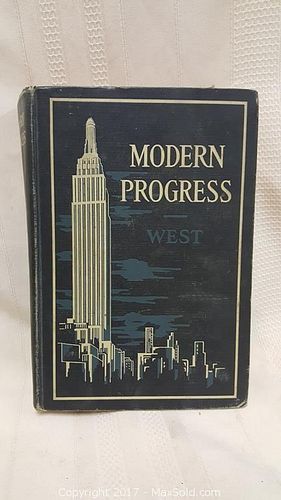 MODERN
PROGRESS
WEST
Copyright 2017 - MaxSold.com